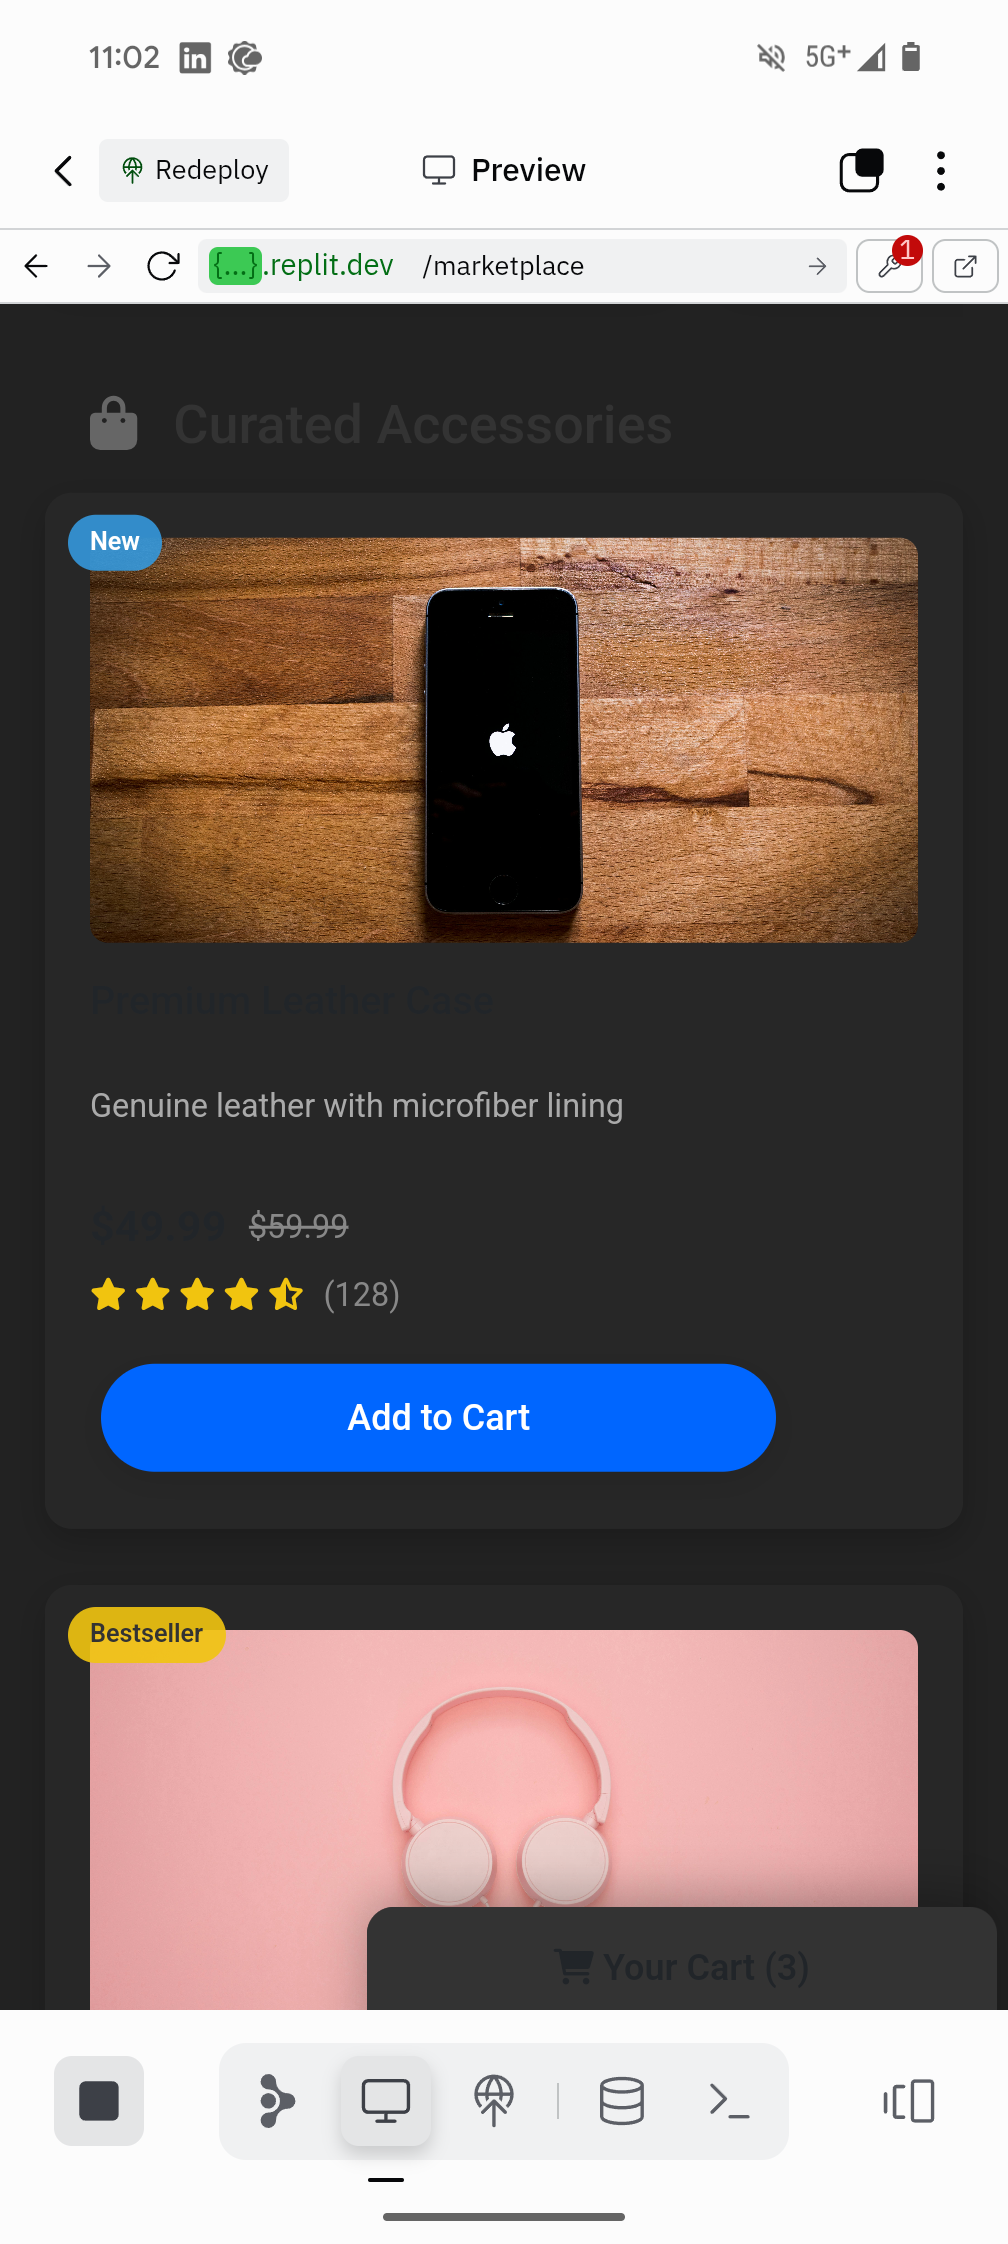 11:02
5G+
Redeploy
Preview
{...}.replit.dev /marketplace
1
Curated Accessories
New
Premium Leather Case
Genuine leather with microfiber lining
$49.99 $59.99
(128)
Add to Cart
Bestseller
Your Cart (3)